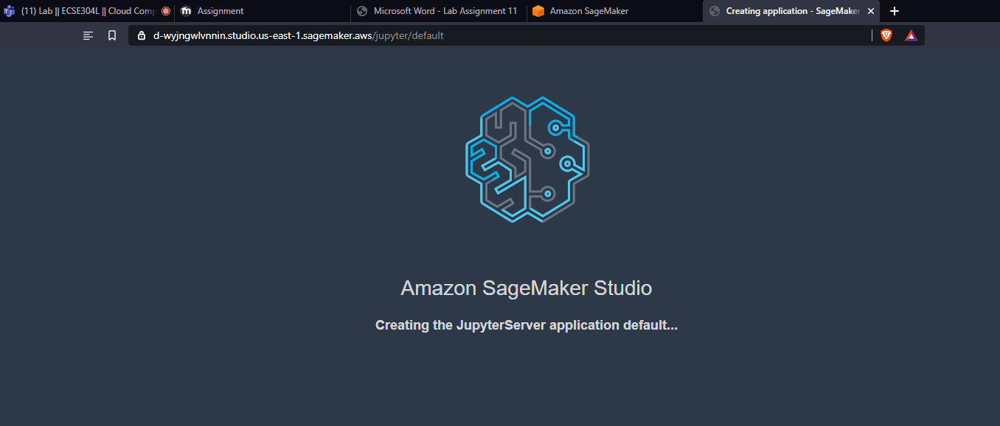 (11) Lab || ECSE304L || Cloud Comp
Assignment
Microsoft Word - Lab Assignment 11
Amazon SageMaker
Creating application - SageMaker
d-wyjngwlvnnin.studio.us-east-1.sagemaker.aws/jupyter/default
Amazon SageMaker Studio
Creating the JupyterServer application default...